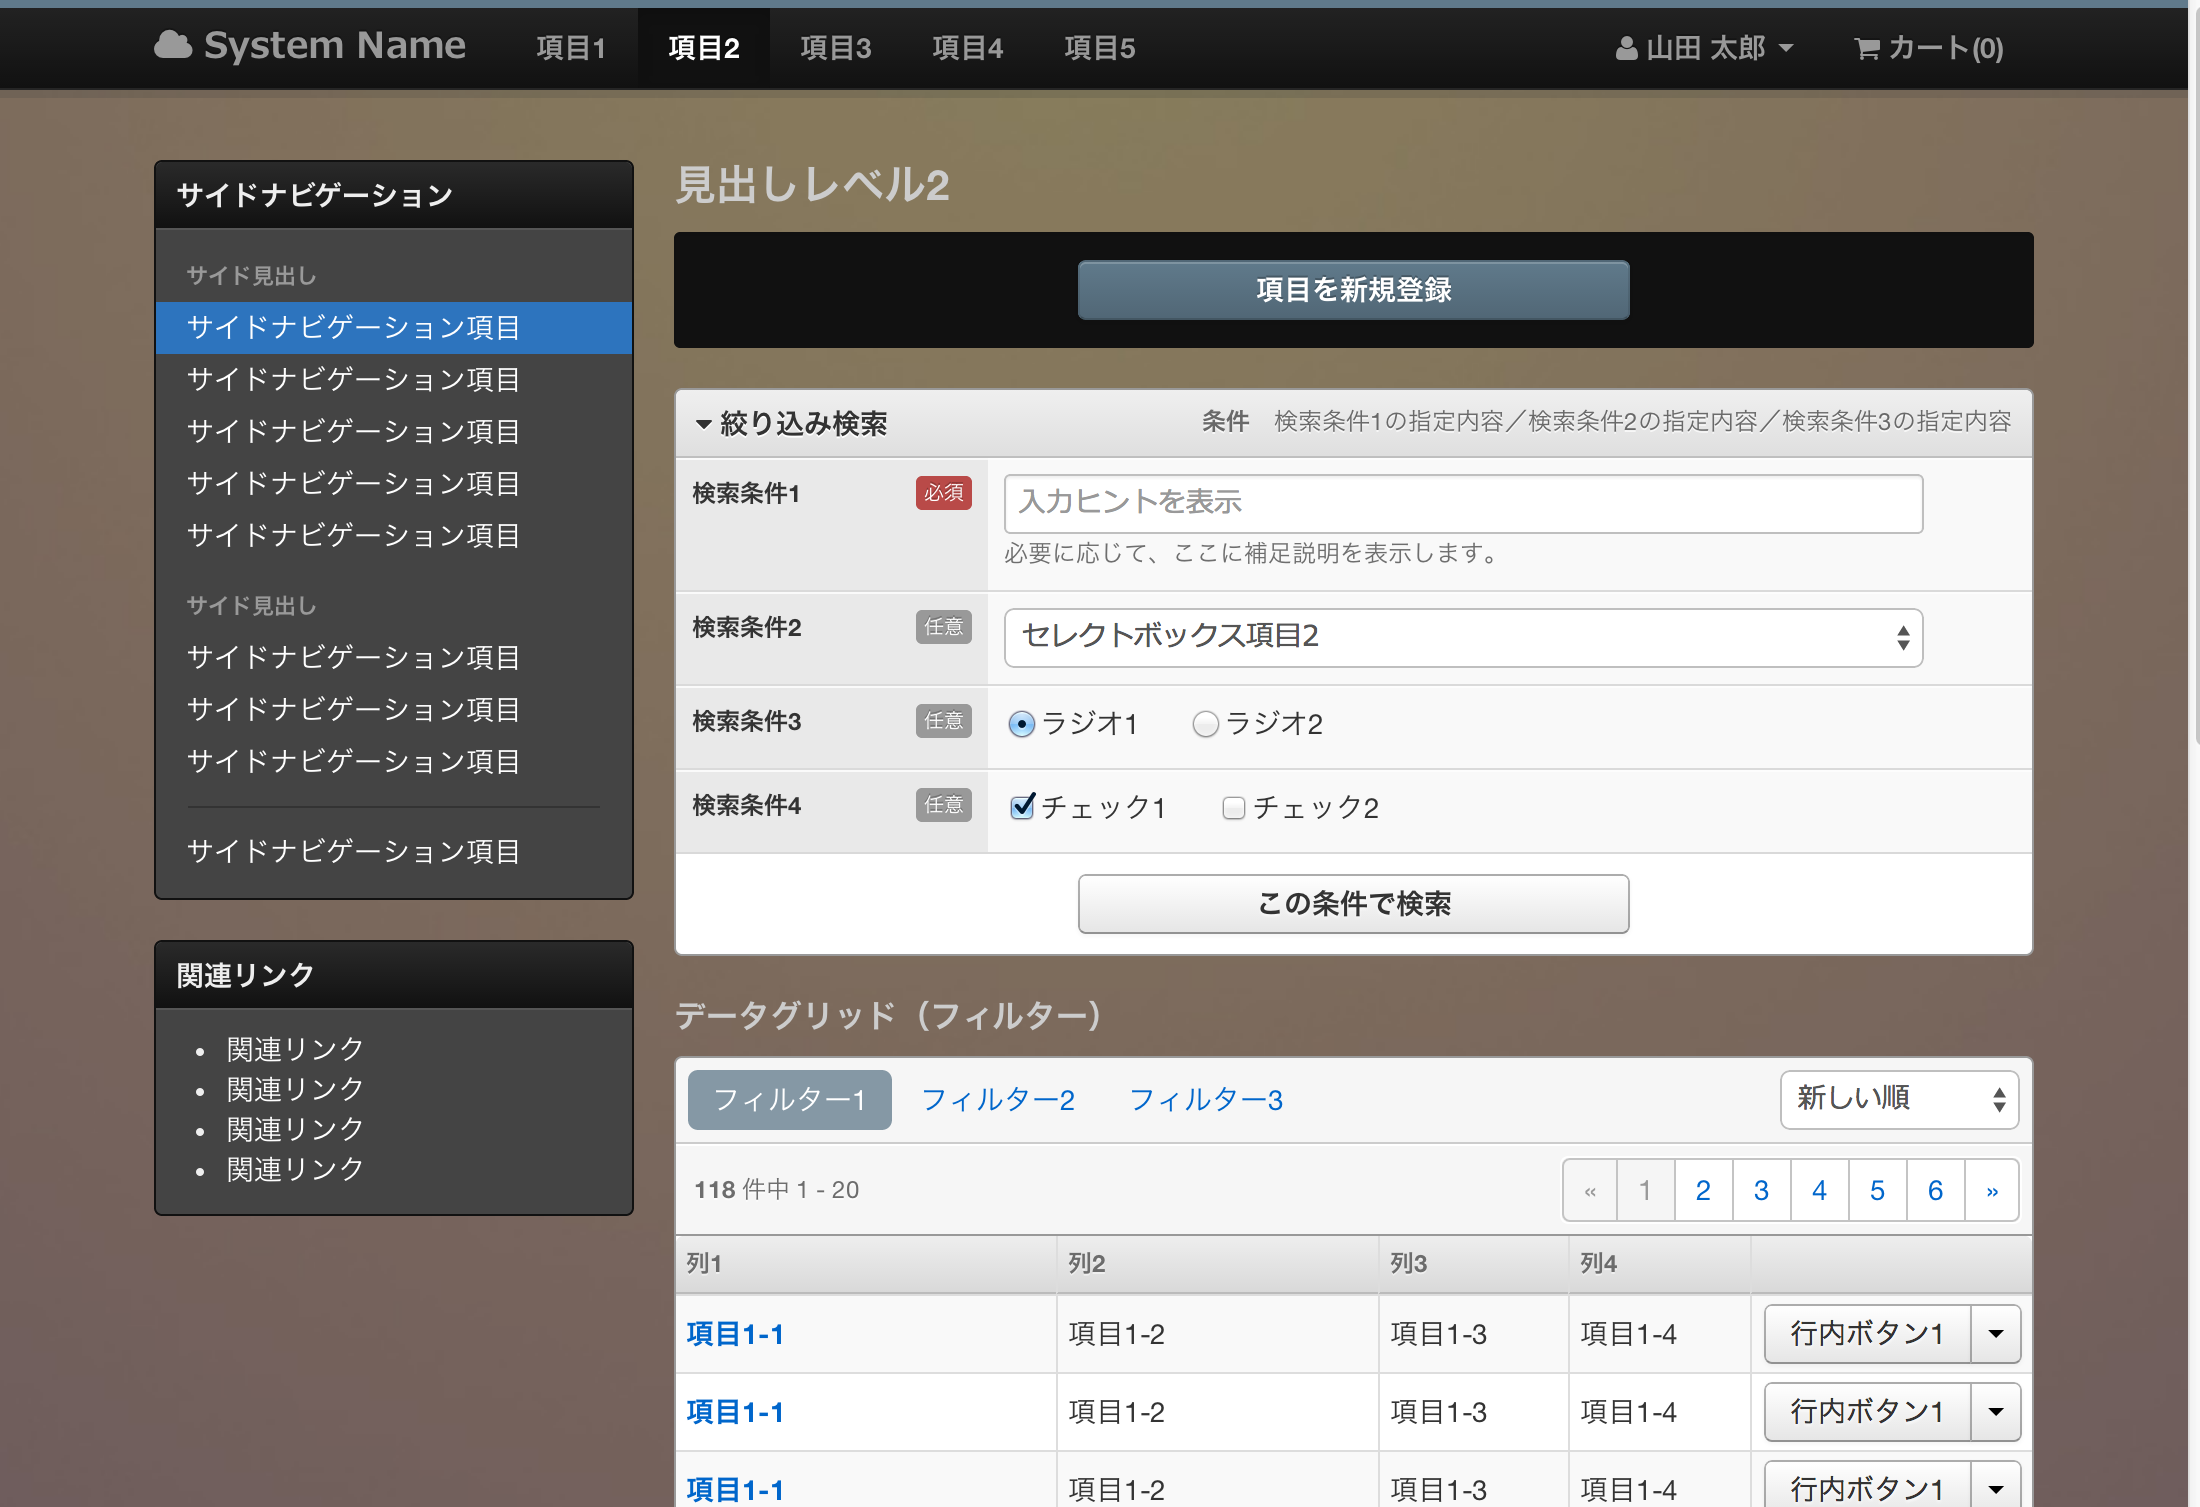 System Name 項目1 項目2 項目3 項目4 項目5 山田 太郎 カート(0)
サイドナビゲーション
サイド見出し
サイドナビゲーション項目
サイドナビゲーション項目
サイドナビゲーション項目
サイドナビゲーション項目
サイドナビゲーション項目
サイド見出し
サイドナビゲーション項目
サイドナビゲーション項目
サイドナビゲーション項目
サイドナビゲーション項目
関連リンク
• 関連リンク
• 関連リンク
• 関連リンク
• 関連リンク
見出しレベル2
項目を新規登録
絞り込み検索 条件 検索条件1の指定内容／検索条件2の指定内容／検索条件3の指定内容
検索条件1 必須 入力ヒントを表示
必要に応じて、ここに補足説明を表示します。
検索条件2 任意 セレクトボックス項目2
検索条件3 任意 ラジオ1 ラジオ2
検索条件4 任意 チェック1 チェック2
この条件で検索
データグリッド（フィルター）
フィルター1 フィルター2 フィルター3 新しい順
118 件中 1 - 20 « 1 2 3 4 5 6 »
列1 列2 列3 列4
項目1-1 項目1-2 項目1-3 項目1-4 行内ボタン1
項目1-1 項目1-2 項目1-3 項目1-4 行内ボタン1
項目1-1 項目1-2 項目1-3 項目1-4 行内ボタン1